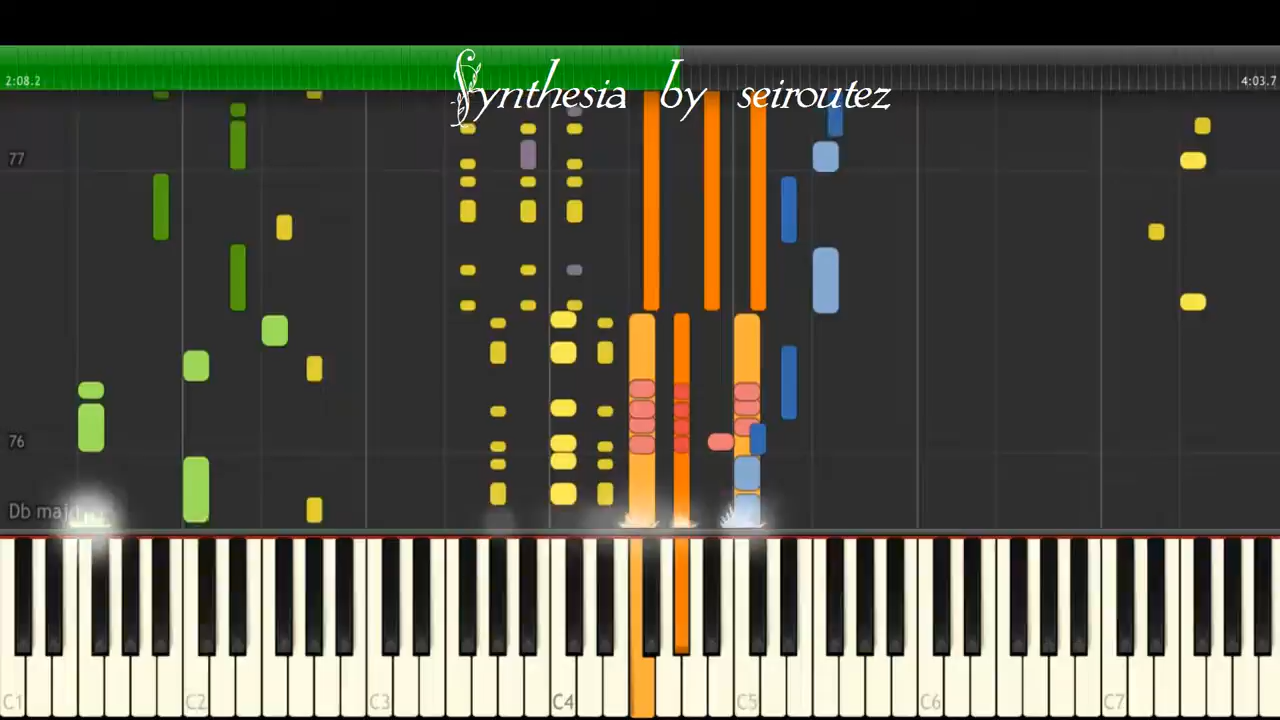 Synthesia by seiroutez
2:08.2
4:03.7
77
76
Db maj
C1 C2 C3 C4 C5 C6 C7